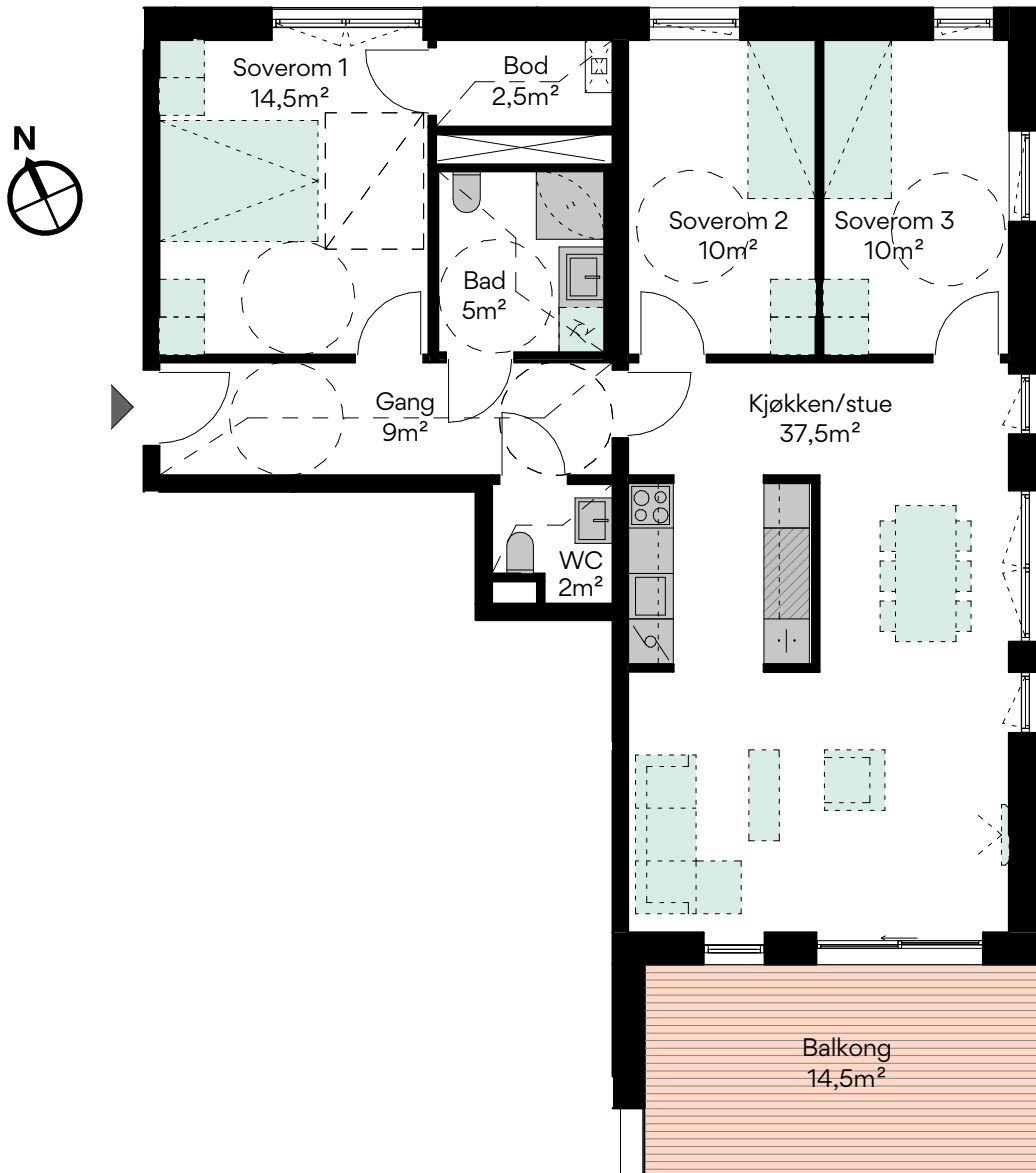 N
Soverom 1
14,5m²
Bod
2,5m²
Soverom 2
10m²
Soverom 3
10m²
Bad
5m²
Gang
9m²
Kjøkken/stue
37,5m²
WC
2m²
Balkong
14,5m²